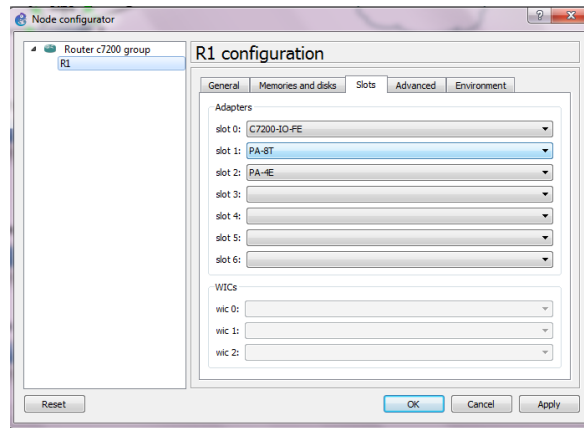 Node configurator
Router c7200 group
R1
R1 configuration
General Memories and disks Slots Advanced Environment
Adapters
slot 0: C7200-IO-FE
slot 1: PA-8T
slot 2: PA-4E
slot 3:
slot 4:
slot 5:
slot 6:
WICs
wic 0:
wic 1:
wic 2:
Reset OK Cancel Apply